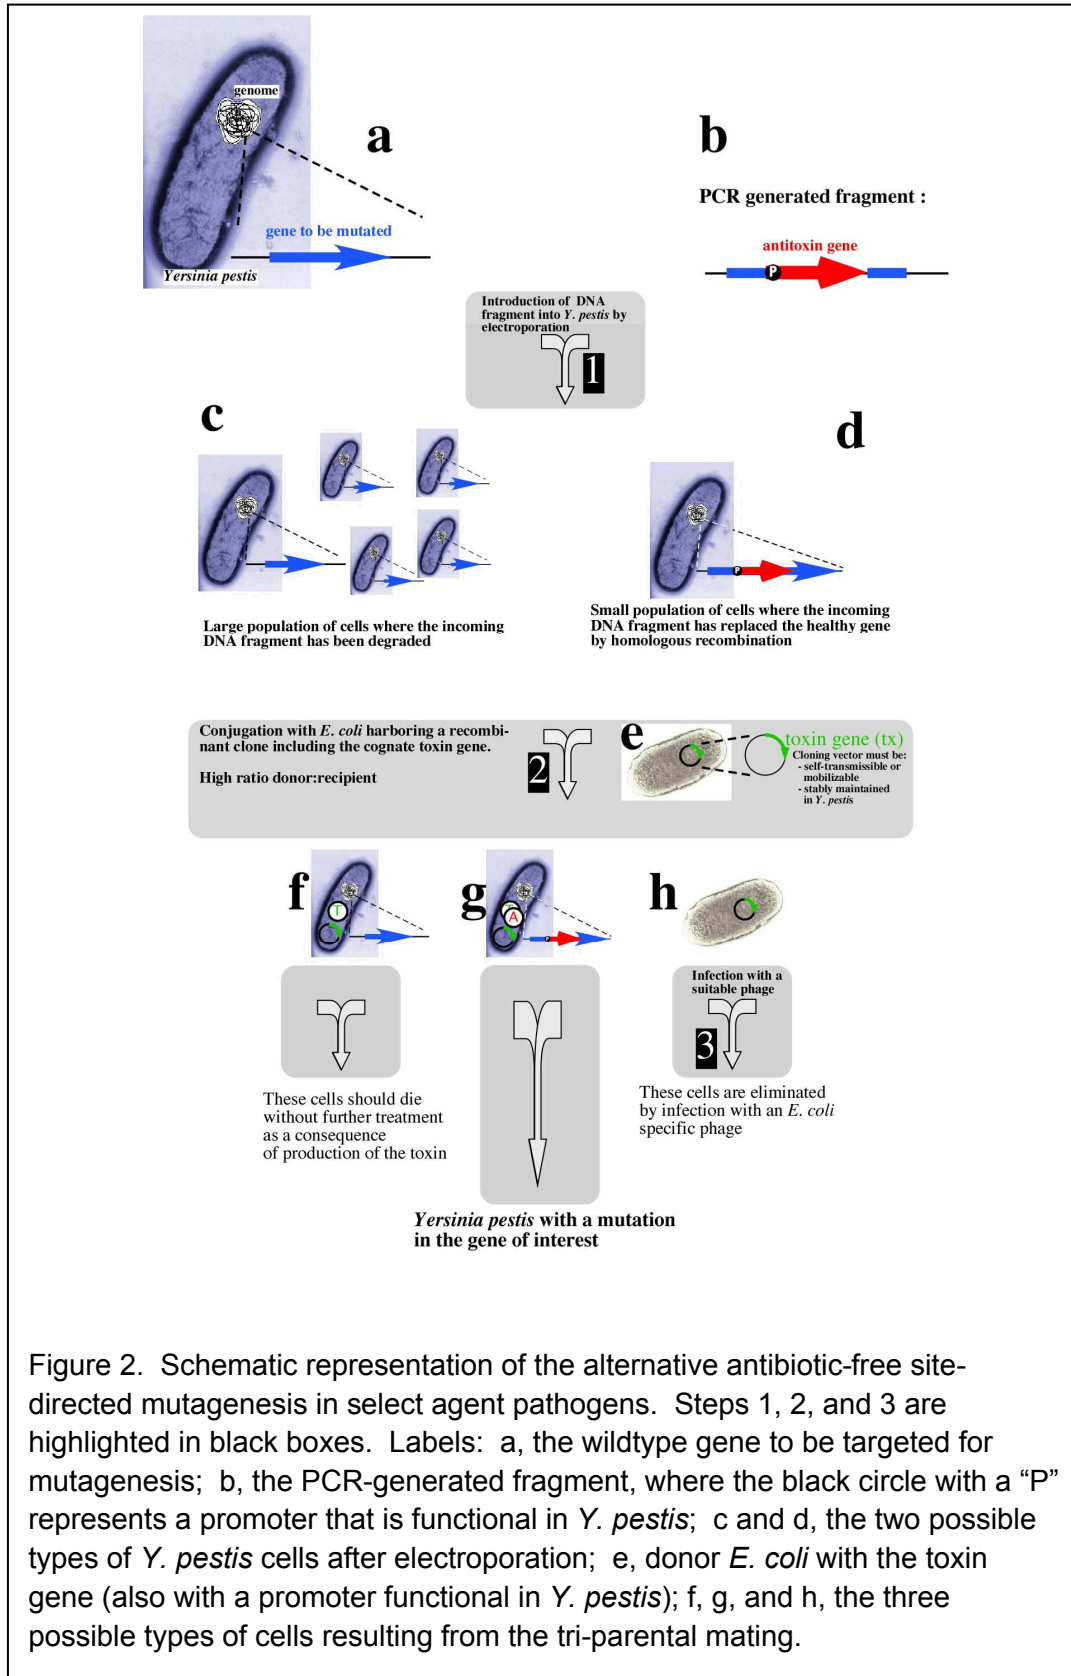 genome
a
gene to be mutated
Yersinia pestis
b
PCR generated fragment :
antitoxin gene
P
Introduction of DNA
fragment into Y. pestis by
electroporation
1
c
Large population of cells where the incoming
DNA fragment has been degraded
d
P
Small population of cells where the incoming
DNA fragment has replaced the healthy gene
by homologous recombination
Conjugation with E. coli harboring a recombi-
nant clone including the cognate toxin gene.
High ratio donor:recipient
2
e
toxin gene (tx)
Cloning vector must be:
- self-transmissible or
mobilizable
- stably maintained
in Y. pestis
f
T
g
T
A
P
h
These cells should die
without further treatment
as a consequence
of production of the toxin
Infection with a
suitable phage
3
These cells are eliminated
by infection with an E. coli
specific phage
Yersinia pestis with a mutation
in the gene of interest
Figure 2.  Schematic representation of the alternative antibiotic-free site-
directed mutagenesis in select agent pathogens.  Steps 1, 2, and 3 are
highlighted in black boxes.  Labels:  a, the wildtype gene to be targeted for
mutagenesis;  b, the PCR-generated fragment, where the black circle with a “P”
represents a promoter that is functional in Y. pestis;  c and d, the two possible
types of Y. pestis cells after electroporation;  e, donor E. coli with the toxin
gene (also with a promoter functional in Y. pestis); f, g, and h, the three
possible types of cells resulting from the tri-parental mating.